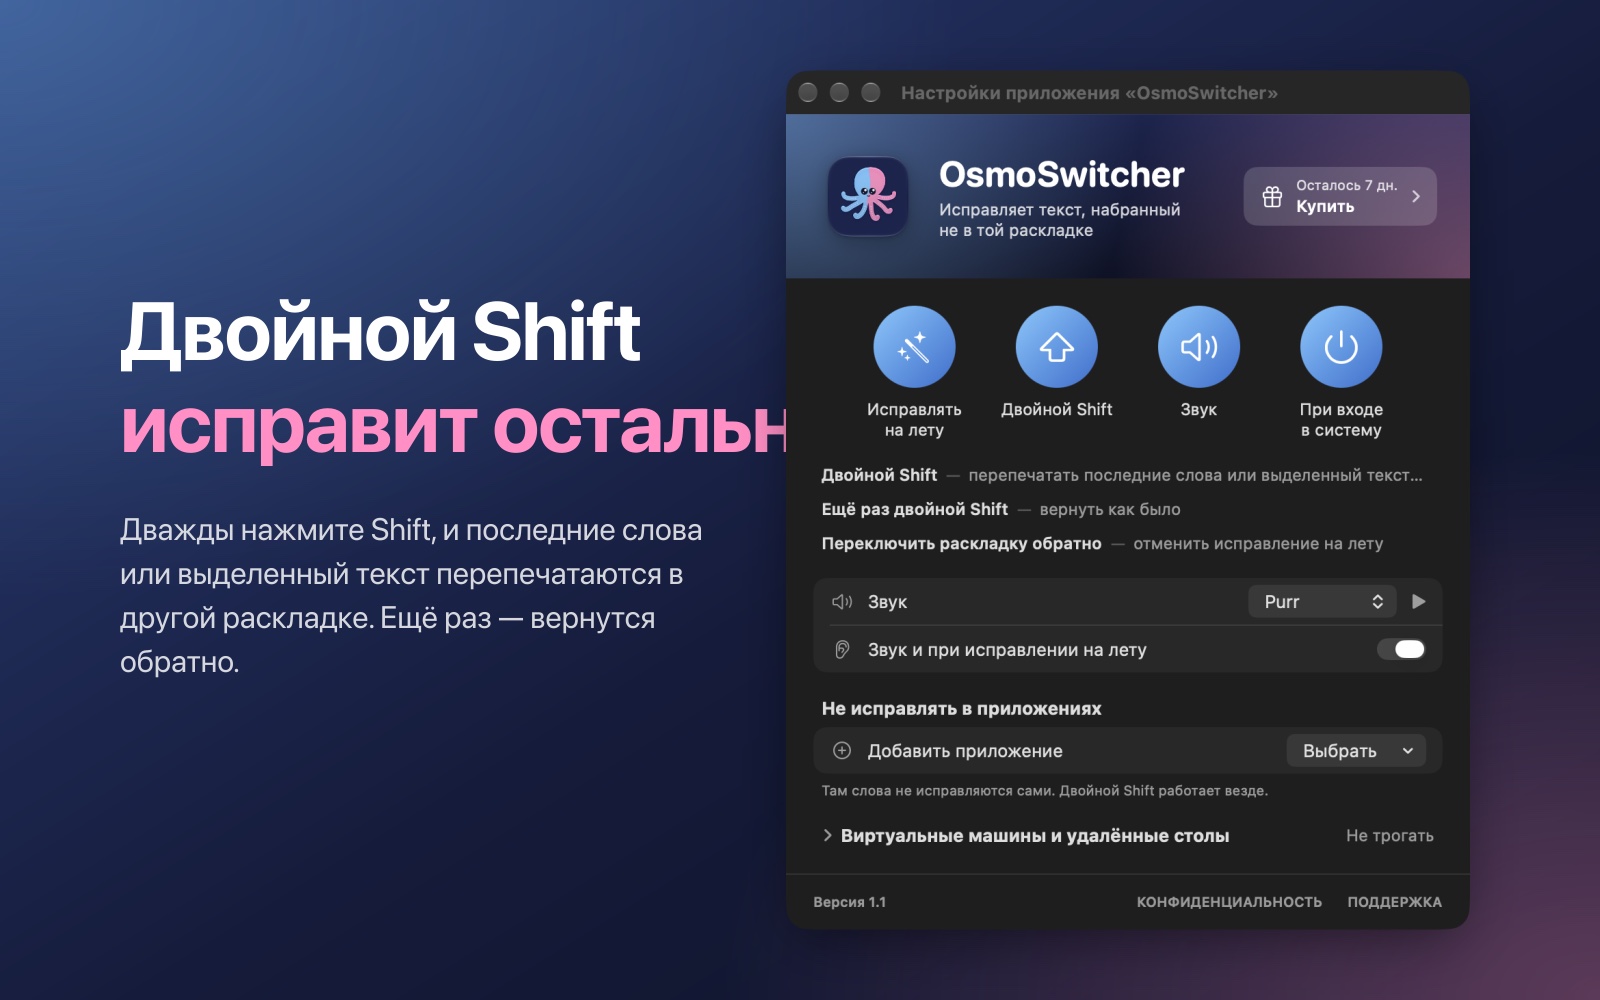 Двойной Shift
исправит остальн
Дважды нажмите Shift, и последние слова
или выделенный текст перепечатаются в
другой раскладке. Ещё раз — вернутся
обратно.
Настройки приложения «OsmoSwitcher»
OsmoSwitcher
Исправляет текст, набранный
не в той раскладке
Осталось 7 дн.
Купить
Исправлять
на лету
Двойной Shift
Звук
При входе
в систему
Двойной Shift — перепечатать последние слова или выделенный текст...
Ещё раз двойной Shift — вернуть как было
Переключить раскладку обратно — отменить исправление на лету
Звук Purr
Звук и при исправлении на лету
Не исправлять в приложениях
Добавить приложение Выбрать
Там слова не исправляются сами. Двойной Shift работает везде.
Виртуальные машины и удалённые столы Не трогать
Версия 1.1 КОНФИДЕНЦИАЛЬНОСТЬ ПОДДЕРЖКА